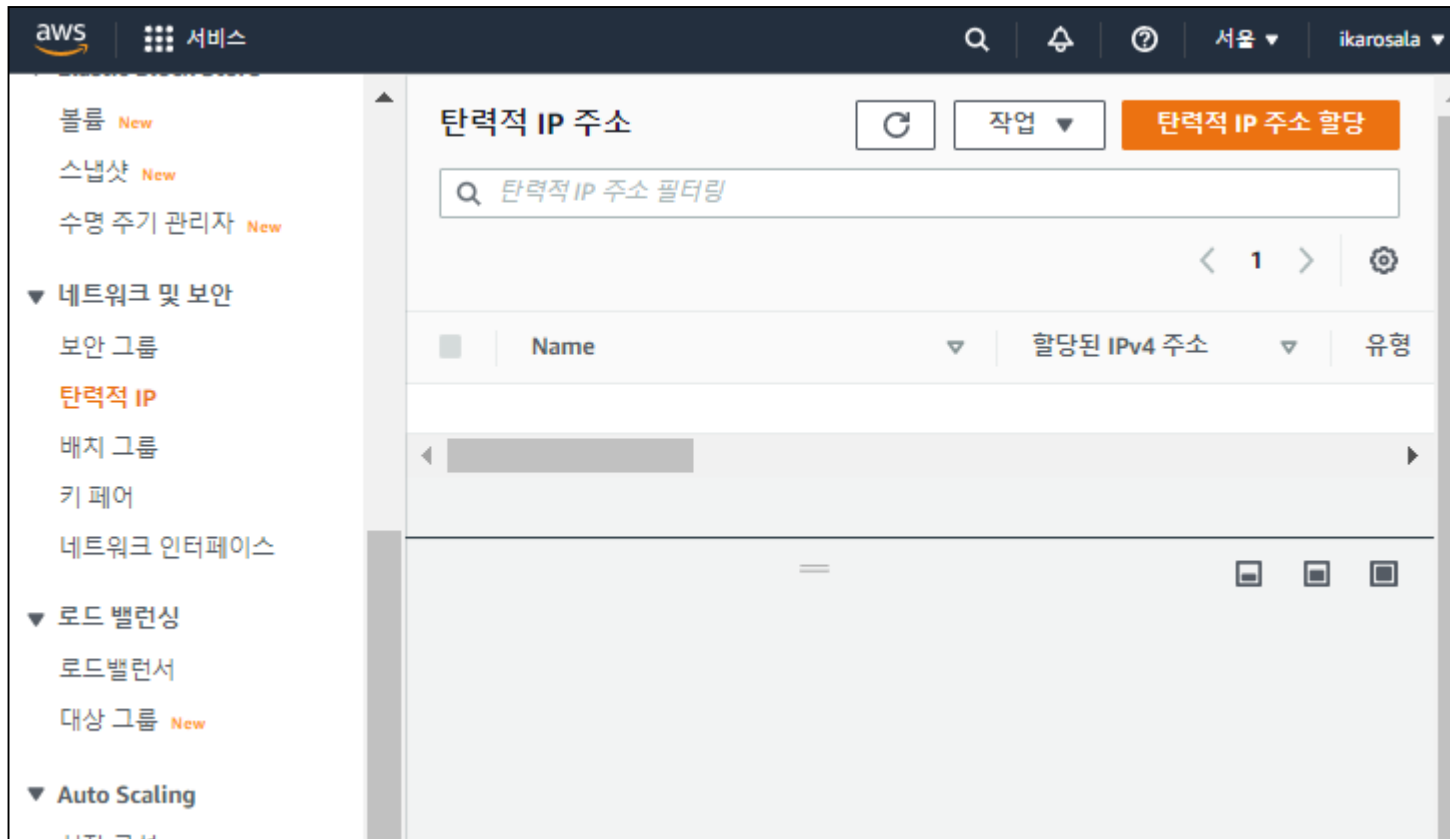 aws 서비스 서울 ikarosala
볼륨 New
스냅샷 New
수명 주기 관리자 New
네트워크 및 보안
보안 그룹
탄력적 IP
배치 그룹
키 페어
네트워크 인터페이스
로드 밸런싱
로드밸런서
대상 그룹 New
Auto Scaling
탄력적 IP 주소 작업 탄력적 IP 주소 할당
탄력적 IP 주소 필터링
1
Name 할당된 IPv4 주소 유형